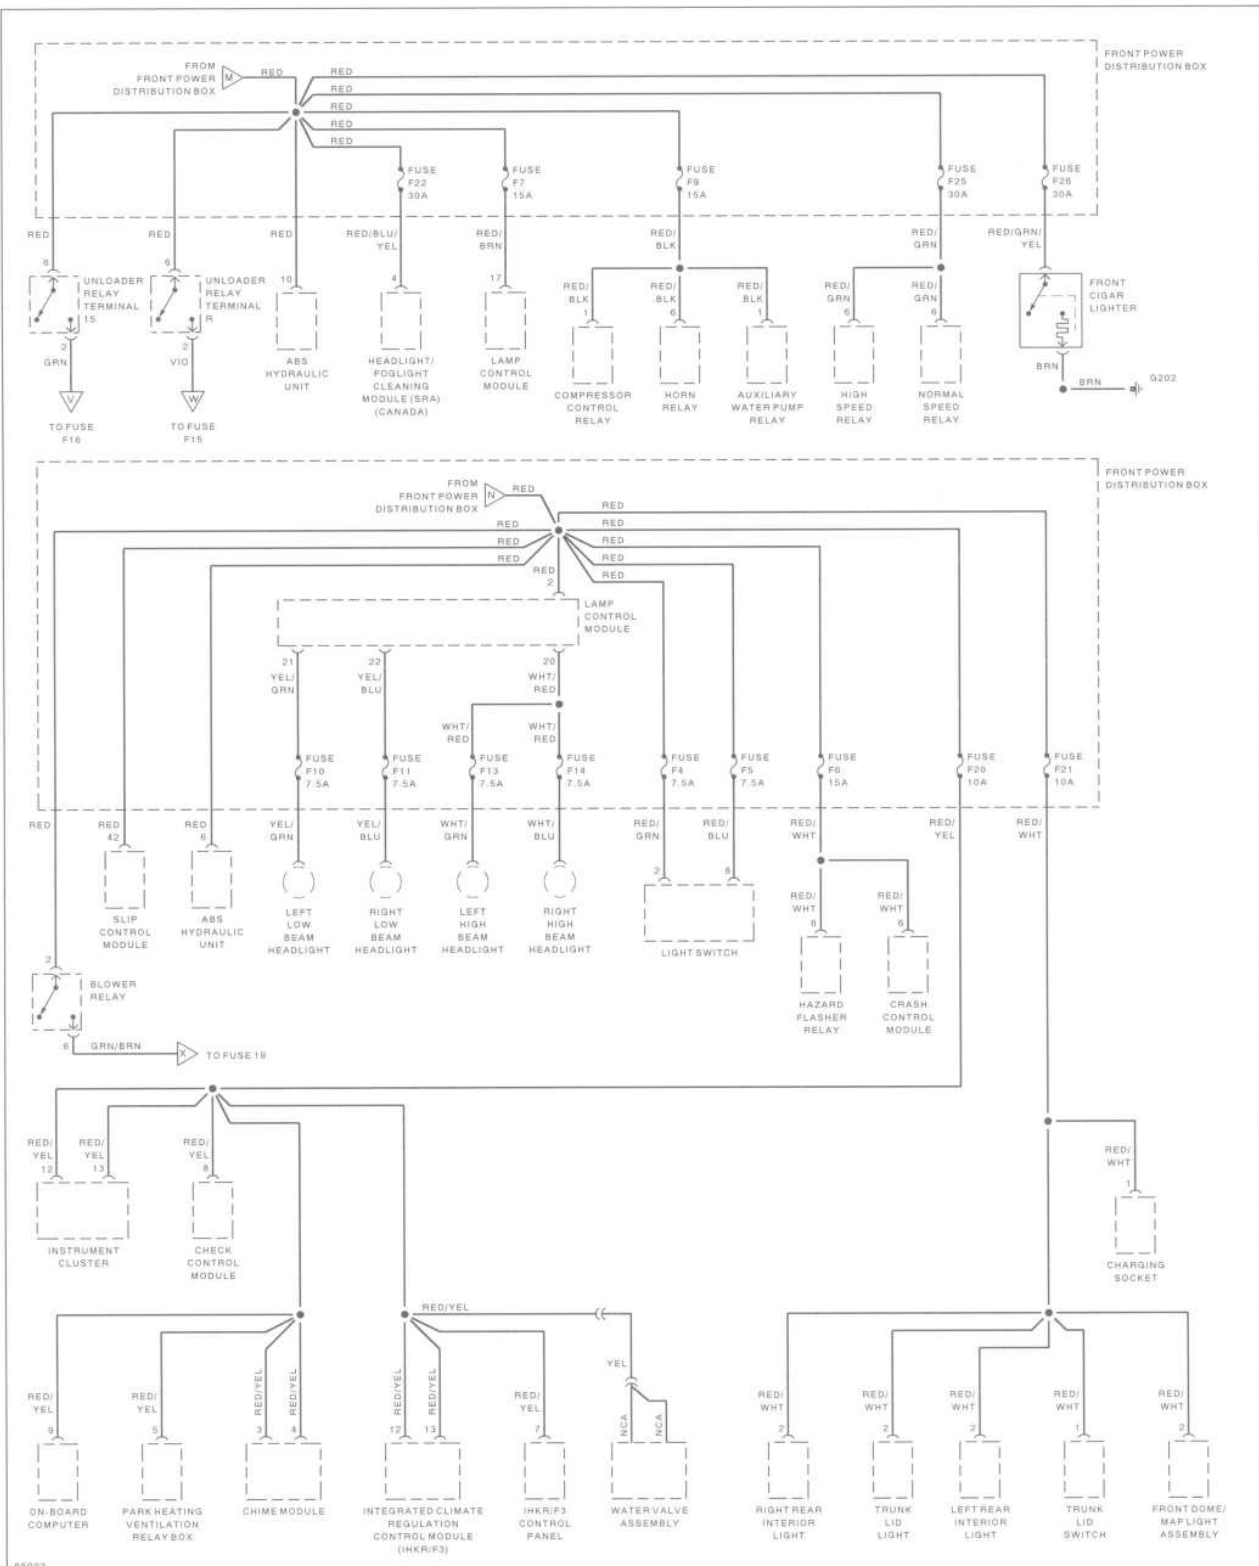 FROM
FRONT POWER
DISTRIBUTION BOX
M
RED
RED
RED
RED
RED
RED
FRONT POWER
DISTRIBUTION BOX
FUSE
F22
30A
FUSE
F7
15A
FUSE
F9
15A
FUSE
F25
30A
FUSE
F26
30A
RED
RED
RED
RED/BLU/
YEL
RED/
BRN
RED/
BLK
RED/
GRN
RED/GRN/
YEL
8
UNLOADER
RELAY
TERMINAL
15
2
GRN
V
TO FUSE
F16
6
UNLOADER
RELAY
TERMINAL
R
2
VIO
W
TO FUSE
F15
10
ABS
HYDRAULIC
UNIT
4
HEADLIGHT/
FOGLIGHT
CLEANING
MODULE (SRA)
(CANADA)
17
LAMP
CONTROL
MODULE
RED/
BLK
1
COMPRESSOR
CONTROL
RELAY
RED/
BLK
6
HORN
RELAY
RED/
BLK
1
AUXILIARY
WATER PUMP
RELAY
RED/
GRN
6
HIGH
SPEED
RELAY
RED/
GRN
6
NORMAL
SPEED
RELAY
FRONT
CIGAR
LIGHTER
BRN
BRN
G202
FROM
FRONT POWER
DISTRIBUTION BOX
N
RED
FRONT POWER
DISTRIBUTION BOX
RED
RED
RED
RED
RED
RED
RED
RED
RED
2
LAMP
CONTROL
MODULE
21
YEL/
GRN
22
YEL/
BLU
20
WHT/
RED
WHT/
RED
WHT/
RED
FUSE
F10
7.5A
FUSE
F11
7.5A
FUSE
F13
7.5A
FUSE
F14
7.5A
FUSE
F4
7.5A
FUSE
F5
7.5A
FUSE
F6
15A
FUSE
F20
10A
FUSE
F21
10A
RED
RED
42
RED
6
YEL/
GRN
YEL/
BLU
WHT/
GRN
WHT/
BLU
RED/
GRN
2
RED/
BLU
8
RED/
WHT
RED/
YEL
RED/
WHT
SLIP
CONTROL
MODULE
ABS
HYDRAULIC
UNIT
LEFT
LOW
BEAM
HEADLIGHT
RIGHT
LOW
BEAM
HEADLIGHT
LEFT
HIGH
BEAM
HEADLIGHT
RIGHT
HIGH
BEAM
HEADLIGHT
LIGHT SWITCH
RED/
WHT
6
HAZARD
FLASHER
RELAY
RED/
WHT
6
CRASH
CONTROL
MODULE
2
BLOWER
RELAY
6
GRN/BRN
X
TO FUSE 19
RED/
YEL
12
RED/
YEL
13
INSTRUMENT
CLUSTER
RED/
YEL
8
CHECK
CONTROL
MODULE
RED/
WHT
1
CHARGING
SOCKET
RED/YEL
RED/
YEL
9
ON-BOARD
COMPUTER
RED/
YEL
5
PARK HEATING
VENTILATION
RELAY BOX
RED/YEL
3
RED/YEL
4
CHIME MODULE
RED/YEL
12
RED/YEL
13
INTEGRATED CLIMATE
REGULATION
CONTROL MODULE
(IHKR/F3)
RED/
YEL
7
IHKR/F3
CONTROL
PANEL
YEL
NCA
NCA
WATER VALVE
ASSEMBLY
RED/
WHT
2
RIGHT REAR
INTERIOR
LIGHT
RED/
WHT
2
TRUNK
LID
LIGHT
RED/
WHT
2
LEFT REAR
INTERIOR
LIGHT
RED/
WHT
1
TRUNK
LID
SWITCH
RED/
WHT
2
FRONT DOME/
MAP LIGHT
ASSEMBLY